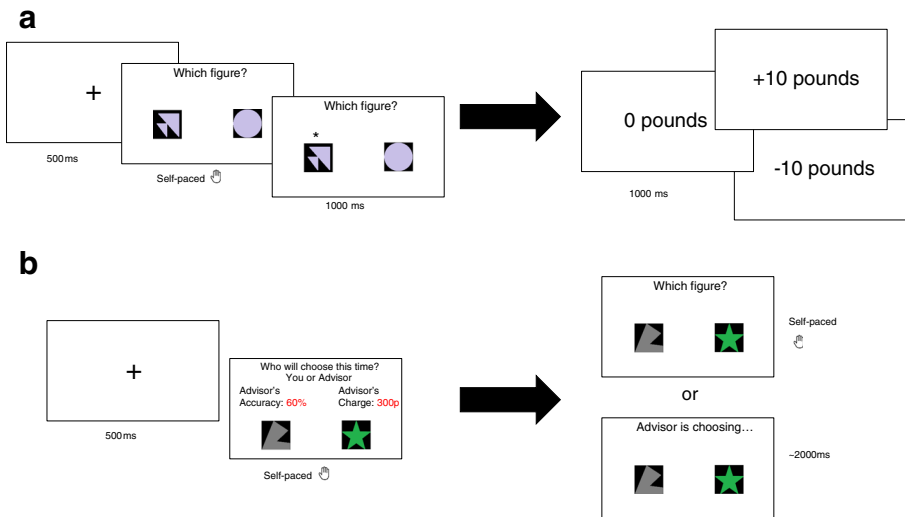 a
+
500ms
Which figure?
Self-paced
Which figure?
*
1000 ms
0 pounds
1000 ms
+10 pounds
-10 pounds
b
+
500ms
Who will choose this time?
You or Advisor
Advisor's Advisor's
Accuracy: 60% Charge: 300p
Self-paced
Which figure?
Self-paced
or
Advisor is choosing...
~2000ms